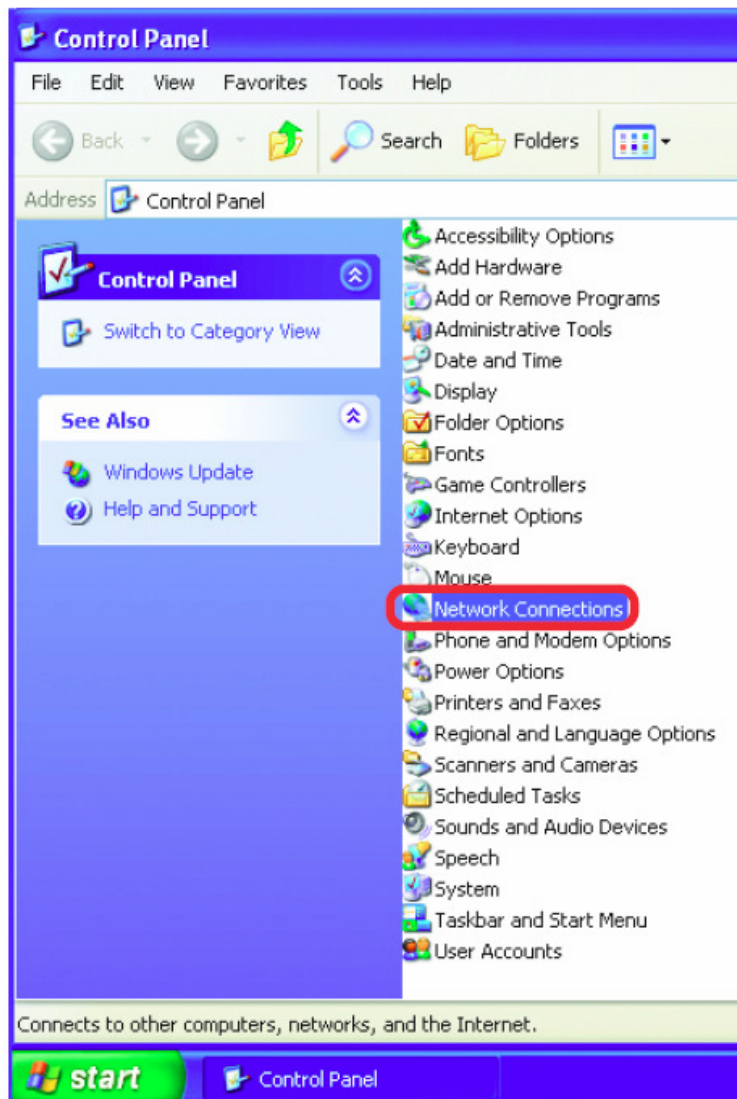 Control Panel
File Edit View Favorites Tools Help
Back Search Folders
Address Control Panel
Control Panel
Switch to Category View
See Also
Windows Update
Help and Support
Accessibility Options
Add Hardware
Add or Remove Programs
Administrative Tools
Date and Time
Display
Folder Options
Fonts
Game Controllers
Internet Options
Keyboard
Mouse
Network Connections
Phone and Modem Options
Power Options
Printers and Faxes
Regional and Language Options
Scanners and Cameras
Scheduled Tasks
Sounds and Audio Devices
Speech
System
Taskbar and Start Menu
User Accounts
Connects to other computers, networks, and the Internet.
start Control Panel